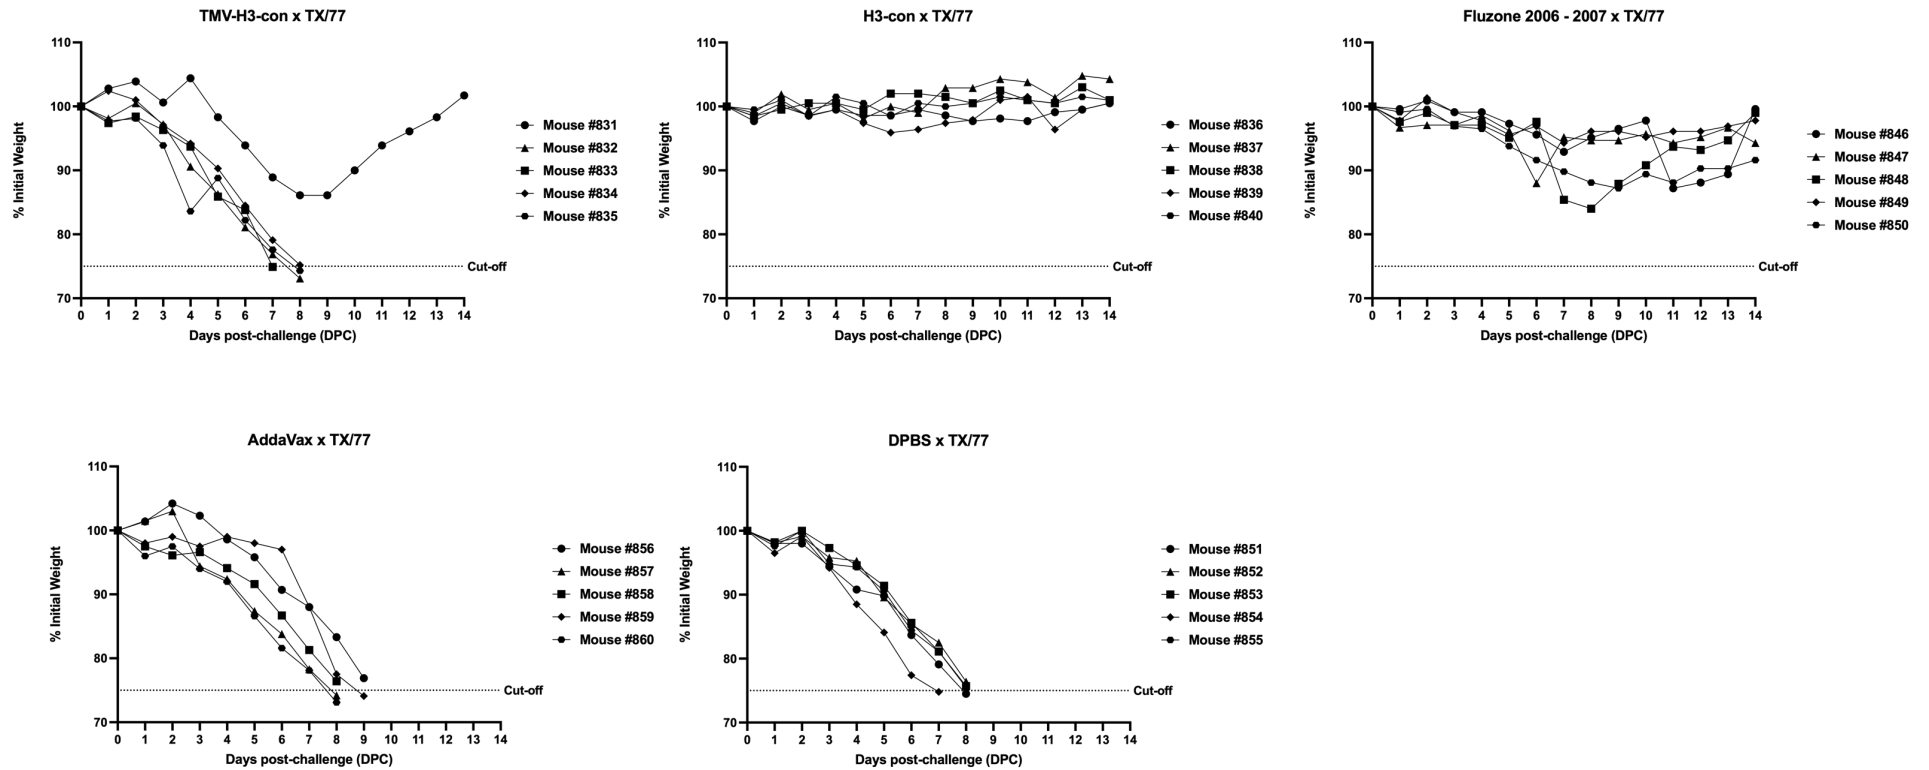 TMV-H3-con x TX/77
110
100
90
80
70
% Initial Weight
0 1 2 3 4 5 6 7 8 9 10 11 12 13 14
Days post-challenge (DPC)
Cut-off
Mouse #831
Mouse #832
Mouse #833
Mouse #834
Mouse #835
H3-con x TX/77
110
100
90
80
70
% Initial Weight
0 1 2 3 4 5 6 7 8 9 10 11 12 13 14
Days post-challenge (DPC)
Cut-off
Mouse #836
Mouse #837
Mouse #838
Mouse #839
Mouse #840
Fluzone 2006 - 2007 x TX/77
110
100
90
80
70
% Initial Weight
0 1 2 3 4 5 6 7 8 9 10 11 12 13 14
Days post-challenge (DPC)
Cut-off
Mouse #846
Mouse #847
Mouse #848
Mouse #849
Mouse #850
AddaVax x TX/77
110
100
90
80
70
% Initial Weight
0 1 2 3 4 5 6 7 8 9 10 11 12 13 14
Days post-challenge (DPC)
Cut-off
Mouse #856
Mouse #857
Mouse #858
Mouse #859
Mouse #860
DPBS x TX/77
110
100
90
80
70
% Initial Weight
0 1 2 3 4 5 6 7 8 9 10 11 12 13 14
Days post-challenge (DPC)
Cut-off
Mouse #851
Mouse #852
Mouse #853
Mouse #854
Mouse #855